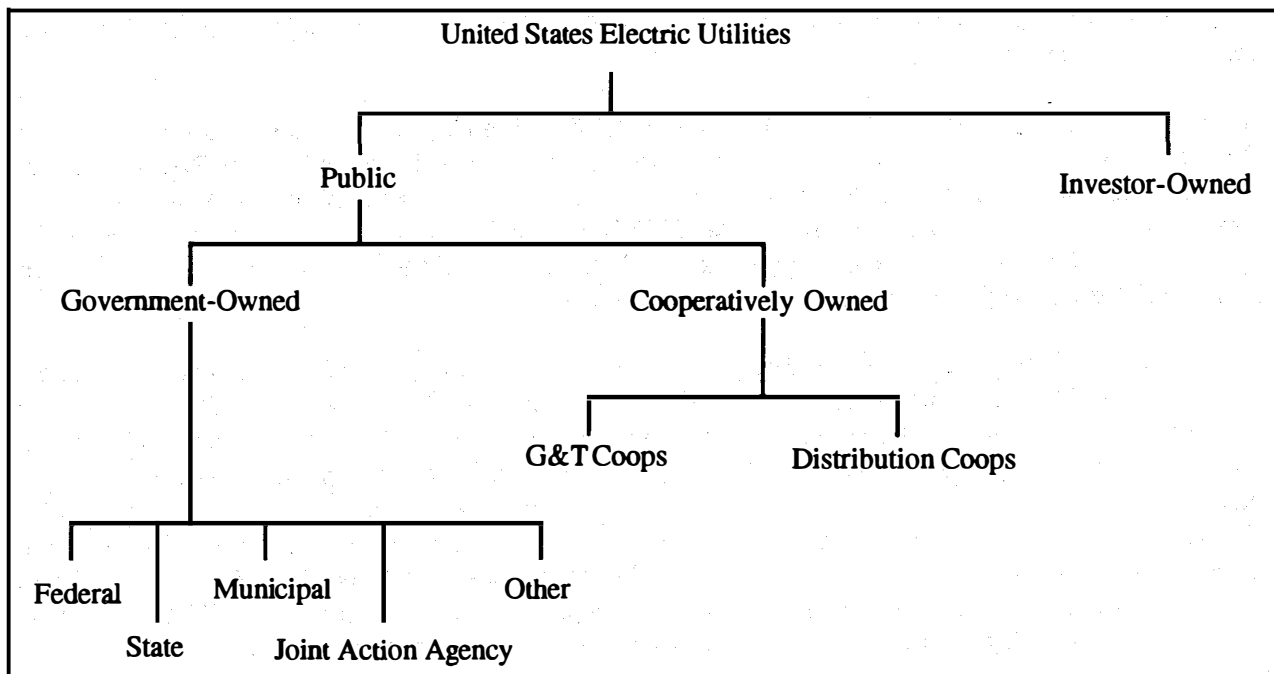 United States Electric Utilities
Public
Investor-Owned
Government-Owned
Cooperatively Owned
G&T Coops
Distribution Coops
Federal
Municipal
Other
State
Joint Action Agency